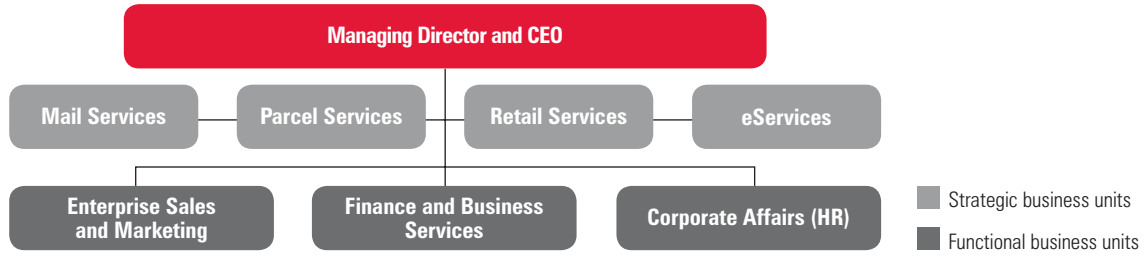 Managing Director and CEO
Mail Services
Parcel Services
Retail Services
eServices
Enterprise Sales
and Marketing
Finance and Business
Services
Corporate Affairs (HR)
Strategic business units
Functional business units